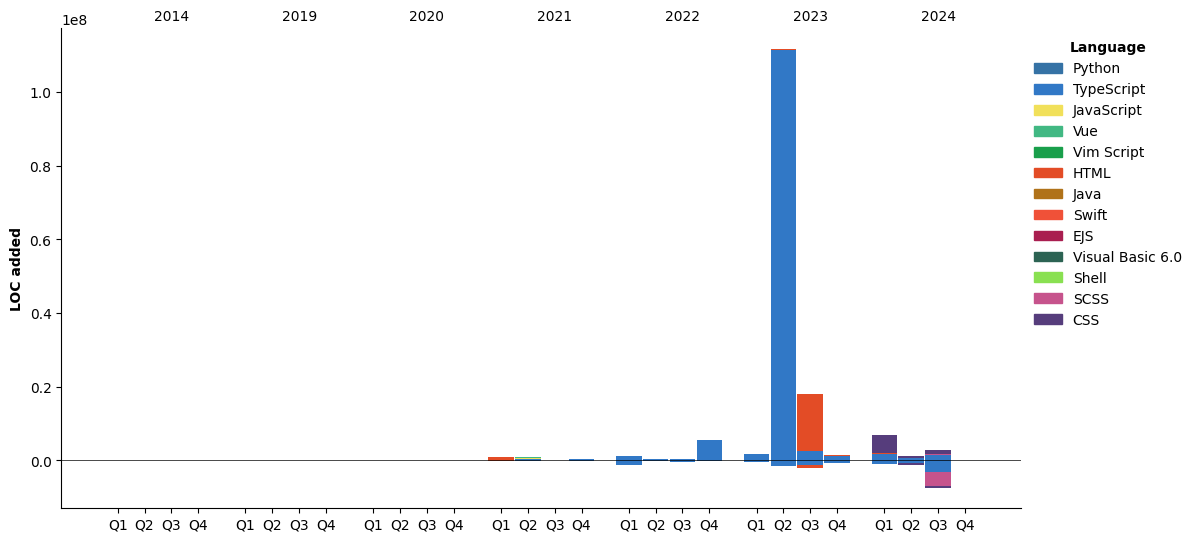 1e8
2014 2019 2020 2021 2022 2023 2024
LOC added
1.0
0.8
0.6
0.4
0.2
0.0
Q1 Q2 Q3 Q4 Q1 Q2 Q3 Q4 Q1 Q2 Q3 Q4 Q1 Q2 Q3 Q4 Q1 Q2 Q3 Q4 Q1 Q2 Q3 Q4 Q1 Q2 Q3 Q4
Language
Python
TypeScript
JavaScript
Vue
Vim Script
HTML
Java
Swift
EJS
Visual Basic 6.0
Shell
SCSS
CSS